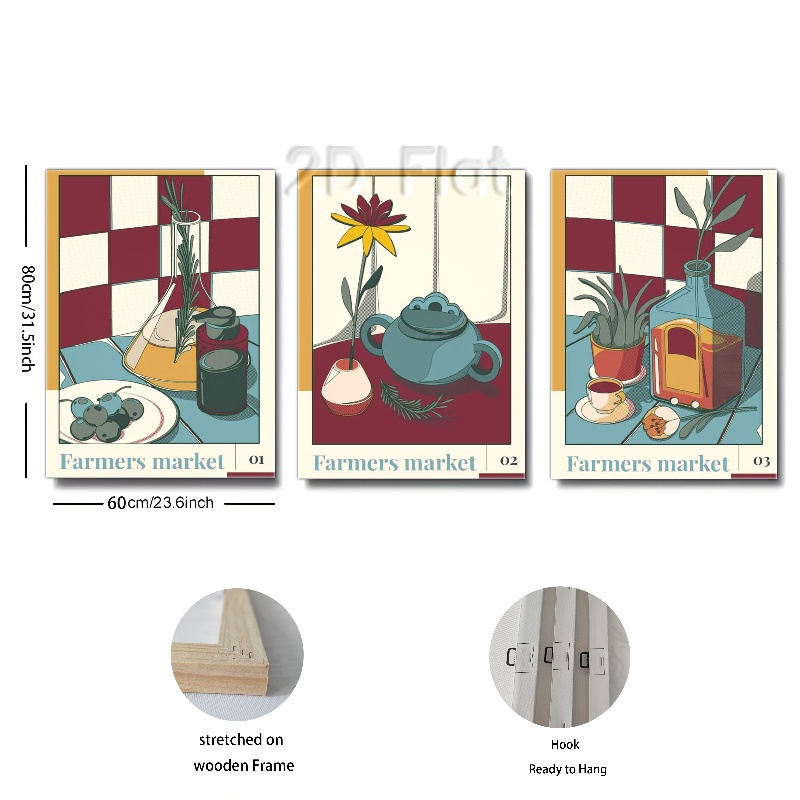 2D Flat
80cm/31.5inch
Farmers market 01
Farmers market 02
Farmers market 03
60cm/23.6inch
stretched on
wooden Frame
Hook
Ready to Hang